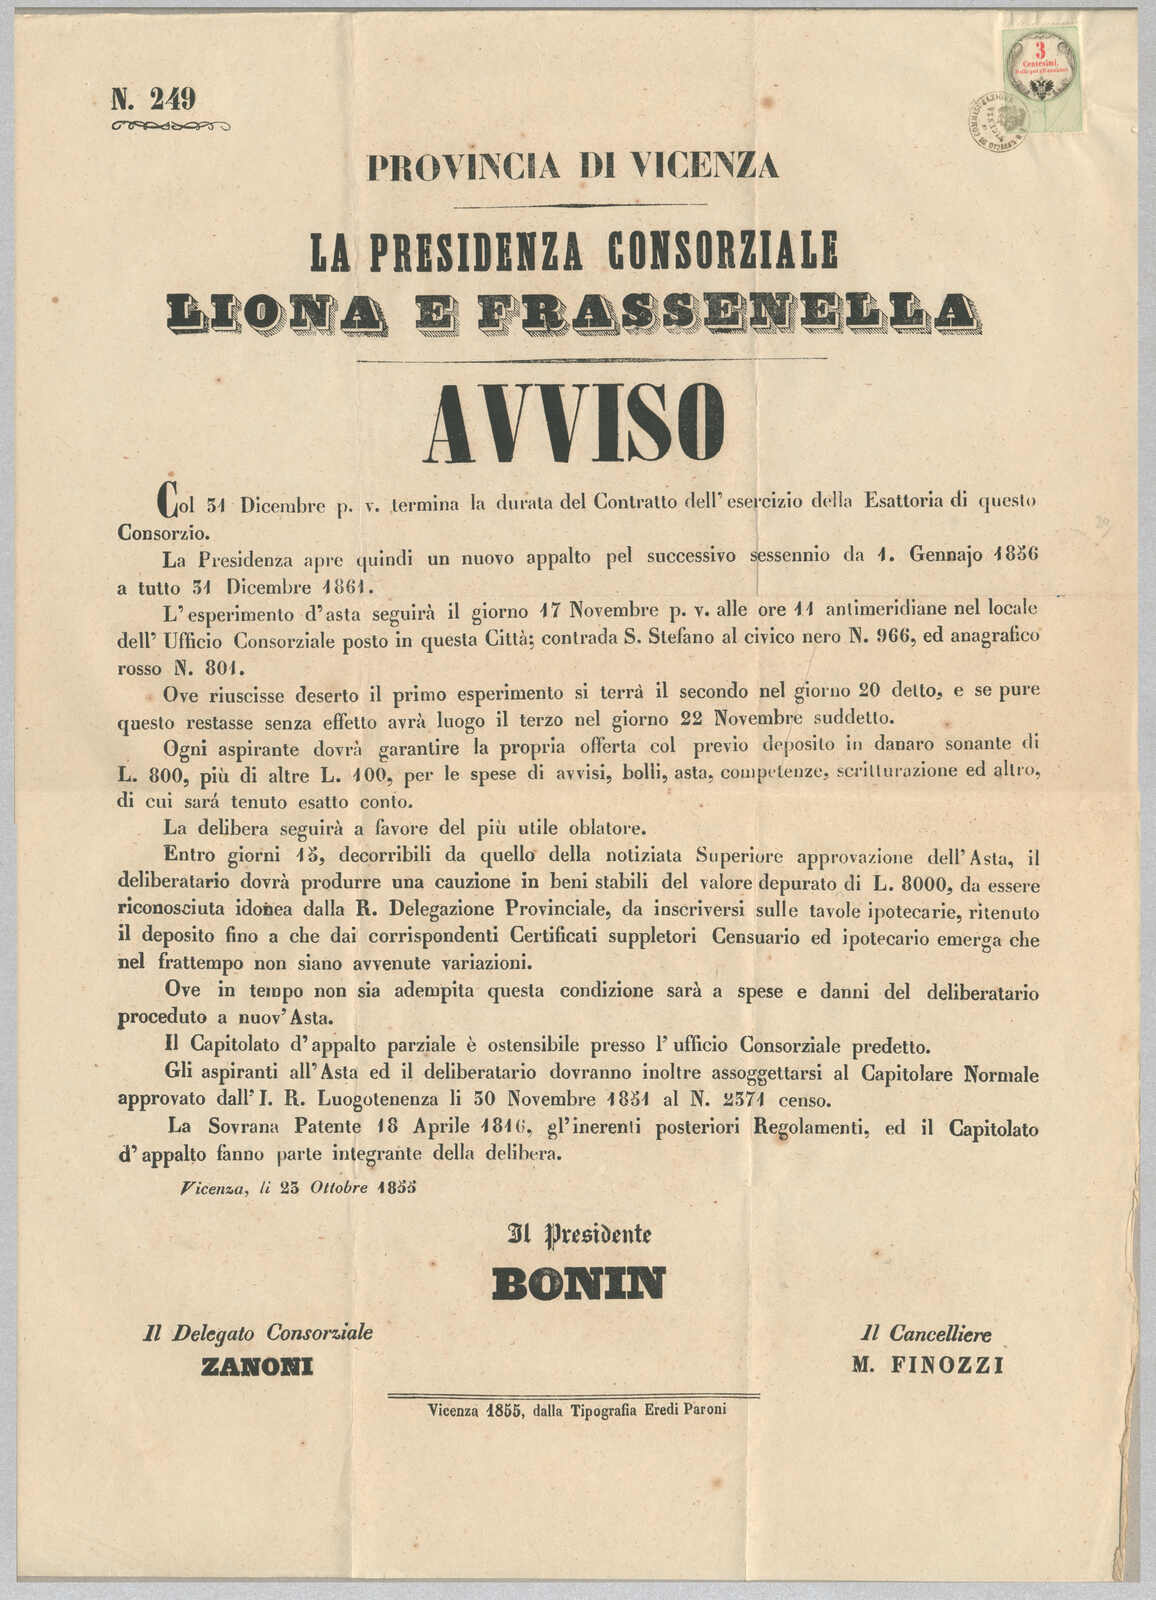 N. 249
3
Centesimi.
PROVINCIA DI VICENZA
LA PRESIDENZA CONSORZIALE
LIONA E FRASSENELLA
AVVISO
Col 31 Dicembre p. v. termina la durata del Contratto dell' esercizio della Esattoria di questo
Consorzio.
La Presidenza apre quindi un nuovo appalto pel successivo sessennio da 1. Gennajo 1856
a tutto 31 Dicembre 1861.
L' esperimento d' asta seguirà il giorno 17 Novembre p. v. alle ore 11 antimeridiane nel locale
dell' Ufficio Consorziale posto in questa Città; contrada S. Stefano al civico nero N. 966, ed anagrafico
rosso N. 801.
Ove riuscisse deserto il primo esperimento si terrà il secondo nel giorno 20 detto, e se pure
questo restasse senza effetto avrà luogo il terzo nel giorno 22 Novembre suddetto.
Ogni aspirante dovrà garantire la propria offerta col previo deposito in danaro sonante di
L. 800, più di altre L. 100, per le spese di avvisi, bolli, asta, competenze, scritturazione ed altro,
di cui sará tenuto esatto conto.
La delibera seguirà a favore del più utile oblatore.
Entro giorni 15, decorribili da quello della notiziata Superiore approvazione dell' Asta, il
deliberatario dovrà produrre una cauzione in beni stabili del valore depurato di L. 8000, da essere
riconosciuta idonea dalla R. Delegazione Provinciale, da inscriversi sulle tavole ipotecarie, ritenuto
il deposito fino a che dai corrispondenti Certificati suppletori Censuario ed ipotecario emerga che
nel frattempo non siano avvenute variazioni.
Ove in tempo non sia adempita questa condizione sarà a spese e danni del deliberatario
proceduto a nuov' Asta.
Il Capitolato d' appalto parziale è ostensibile presso l' ufficio Consorziale predetto.
Gli aspiranti all' Asta ed il deliberatario dovranno inoltre assoggettarsi al Capitolare Normale
approvato dall' I. R. Luogotenenza li 30 Novembre 1851 al N. 2371 censo.
La Sovrana Patente 18 Aprile 1816, gl' inerenti posteriori Regolamenti, ed il Capitolato
d' appalto fanno parte integrante della delibera.
Vicenza, li 23 Ottobre 1855
Il Presidente
BONIN
Il Delegato Consorziale
ZANONI
Il Cancelliere
M. FINOZZI
Vicenza 1855, dalla Tipografia Eredi Paroni